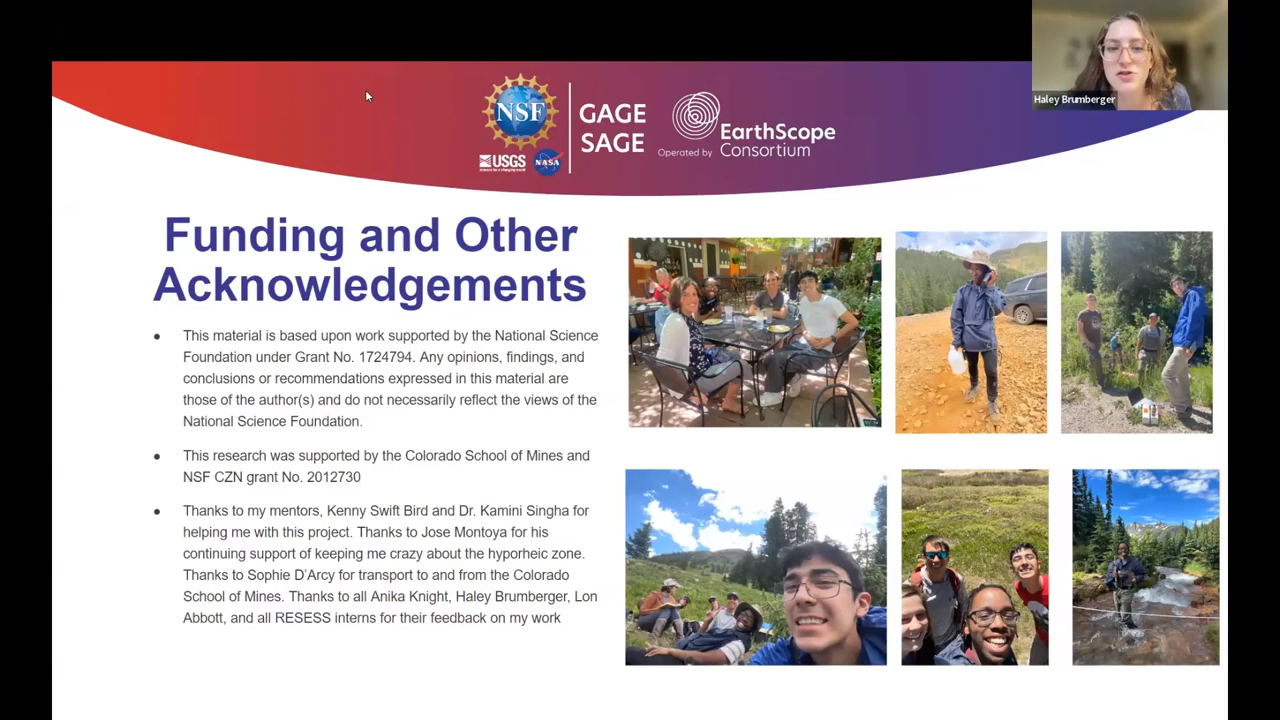 Haley Brumberger
NSF
GAGE
SAGE
USGS
NASA
Operated by
EarthScope
Consortium
Funding and Other
Acknowledgements
• This material is based upon work supported by the National Science
Foundation under Grant No. 1724794. Any opinions, findings, and
conclusions or recommendations expressed in this material are
those of the author(s) and do not necessarily reflect the views of the
National Science Foundation.
• This research was supported by the Colorado School of Mines and
NSF CZN grant No. 2012730
• Thanks to my mentors, Kenny Swift Bird and Dr. Kamini Singha for
helping me with this project. Thanks to Jose Montoya for his
continuing support of keeping me crazy about the hyporheic zone.
Thanks to Sophie D'Arcy for transport to and from the Colorado
School of Mines. Thanks to all Anika Knight, Haley Brumberger, Lon
Abbott, and all RESESS interns for their feedback on my work